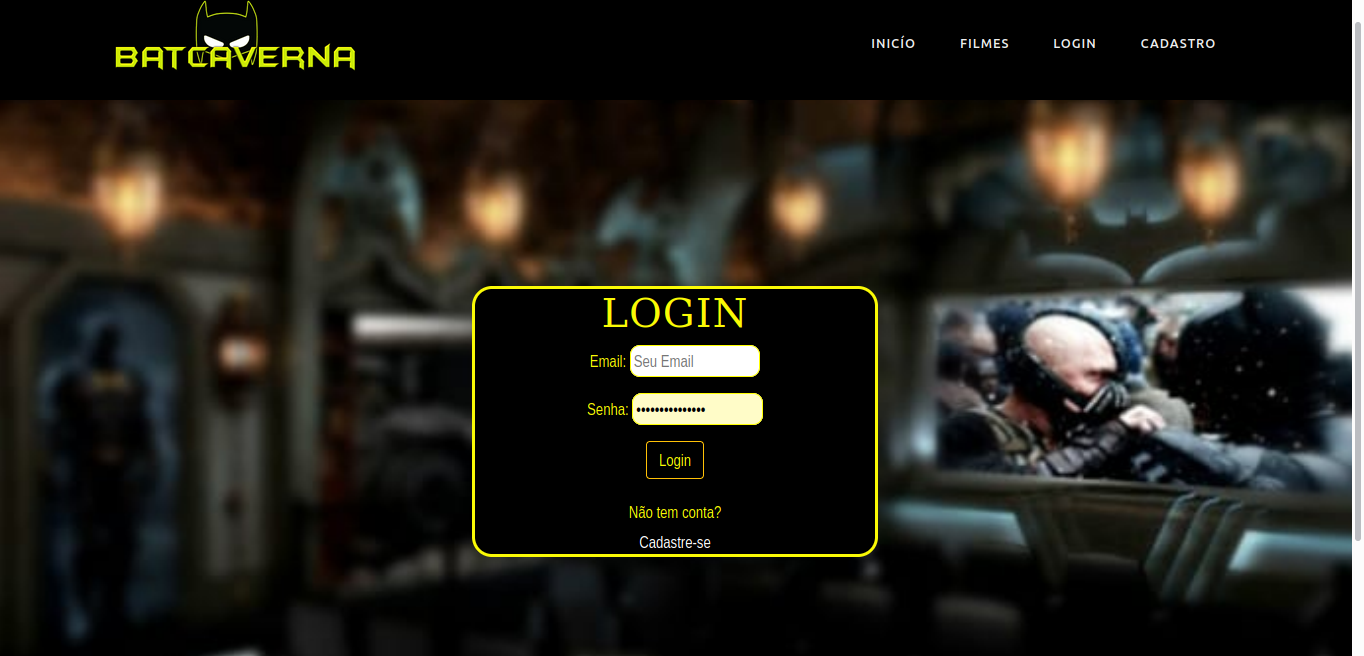 BATCAVERNA
INICÍO FILMES LOGIN CADASTRO
LOGIN
Email: Seu Email
Senha: •••••••••••••••
Login
Não tem conta?
Cadastre-se